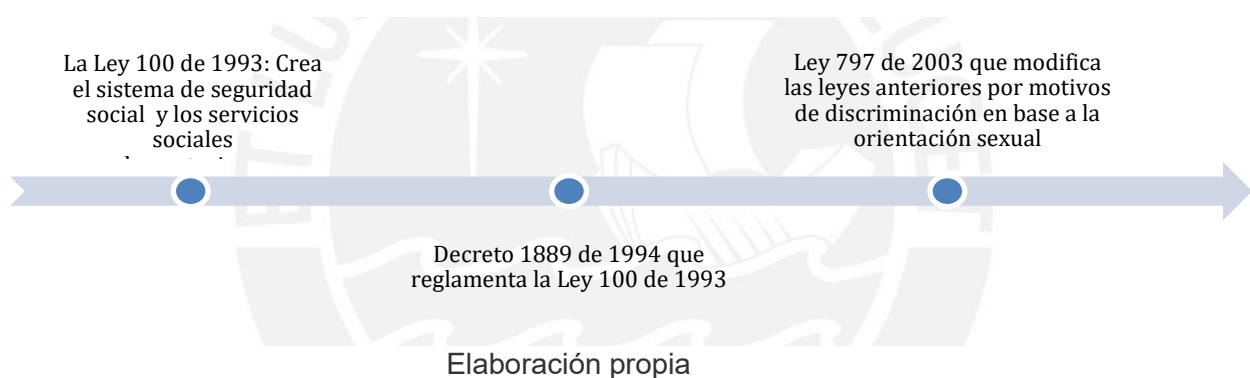 La Ley 100 de 1993: Crea
el sistema de seguridad
social y los servicios
sociales
Ley 797 de 2003 que modifica
las leyes anteriores por motivos
de discriminación en base a la
orientación sexual
Decreto 1889 de 1994 que
reglamenta la Ley 100 de 1993
Elaboración propia